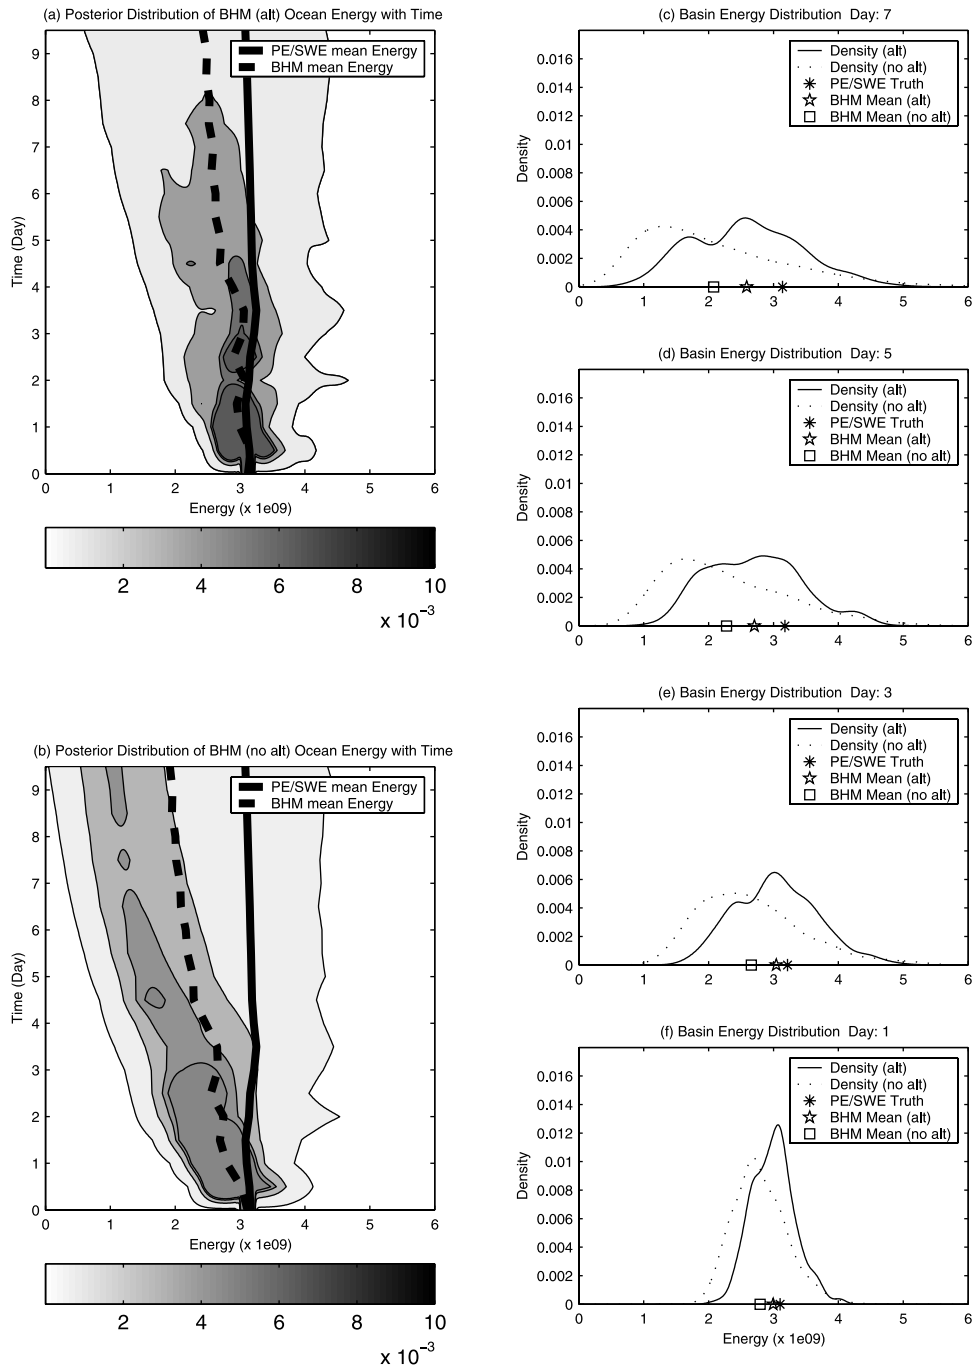 (a) Posterior Distribution of BHM (alt) Ocean Energy with Time
PE/SWE mean Energy
BHM mean Energy
9
8
7
6
5
4
3
2
1
0
Time (Day)
0 1 2 3 4 5 6
Energy (x 1e09)
2 4 6 8 10
x 10⁻³
(b) Posterior Distribution of BHM (no alt) Ocean Energy with Time
PE/SWE mean Energy
BHM mean Energy
9
8
7
6
5
4
3
2
1
0
Time (Day)
0 1 2 3 4 5 6
Energy (x 1e09)
2 4 6 8 10
x 10⁻³
(c) Basin Energy Distribution Day: 7
Density (alt)
Density (no alt)
PE/SWE Truth
BHM Mean (alt)
BHM Mean (no alt)
0.016
0.014
0.012
0.01
0.008
0.006
0.004
0.002
0
Density
0 1 2 3 4 5 6
(d) Basin Energy Distribution Day: 5
Density (alt)
Density (no alt)
PE/SWE Truth
BHM Mean (alt)
BHM Mean (no alt)
0.016
0.014
0.012
0.01
0.008
0.006
0.004
0.002
0
Density
0 1 2 3 4 5 6
(e) Basin Energy Distribution Day: 3
Density (alt)
Density (no alt)
PE/SWE Truth
BHM Mean (alt)
BHM Mean (no alt)
0.016
0.014
0.012
0.01
0.008
0.006
0.004
0.002
0
Density
0 1 2 3 4 5 6
(f) Basin Energy Distribution Day: 1
Density (alt)
Density (no alt)
PE/SWE Truth
BHM Mean (alt)
BHM Mean (no alt)
0.016
0.014
0.012
0.01
0.008
0.006
0.004
0.002
0
Density
0 1 2 3 4 5 6
Energy (x 1e09)